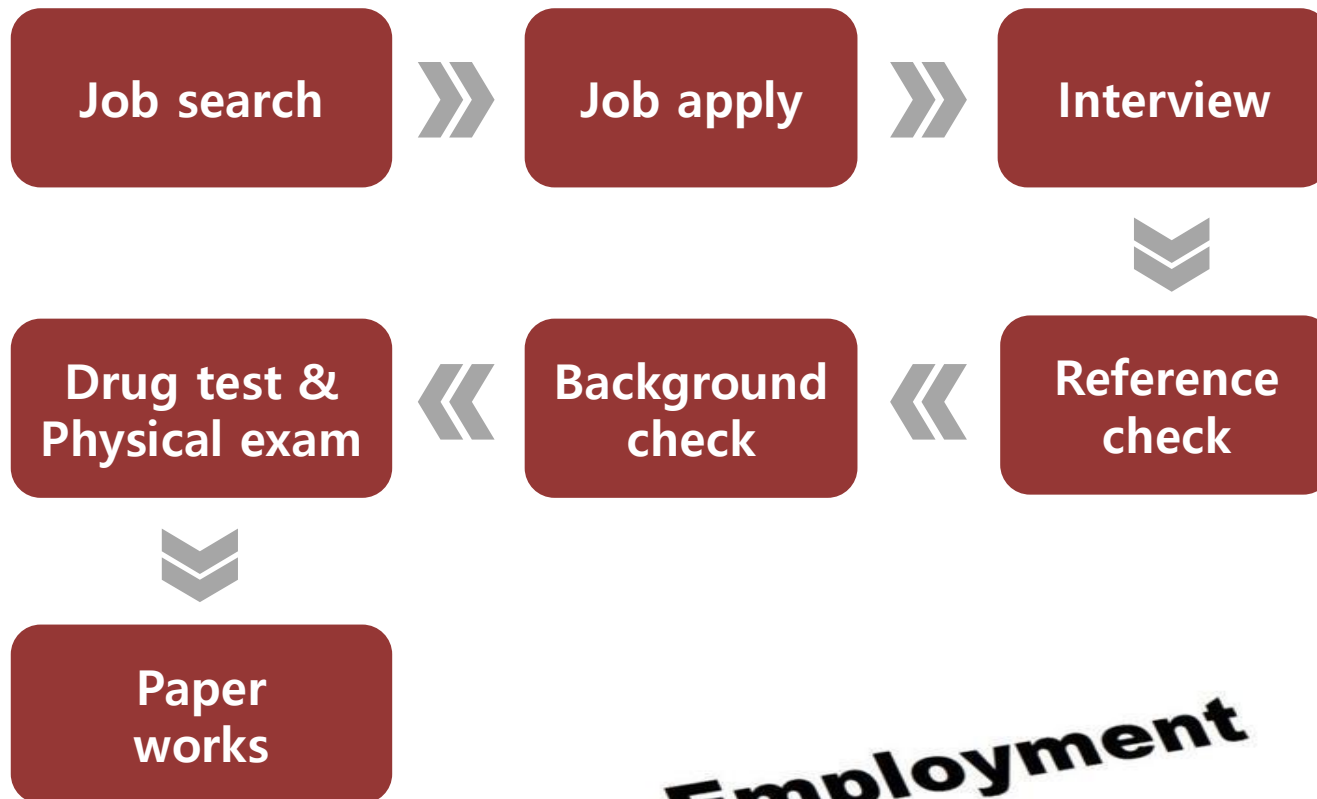 Job search
Job apply
Interview
Reference
check
Background
check
Drug test &
Physical exam
Paper
works
Employment